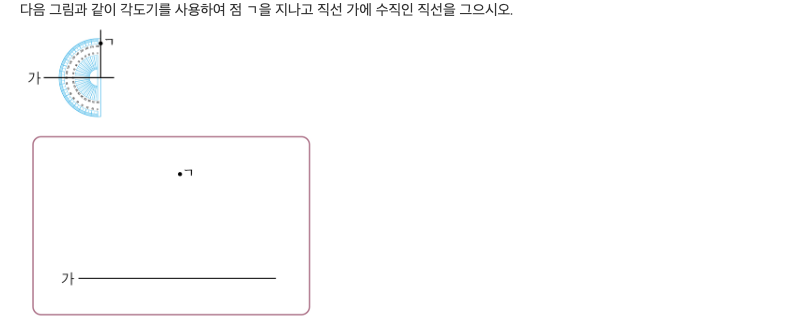 다음 그림과 같이 각도기를 사용하여 점 ㄱ을 지나고 직선 가에 수직인 직선을 그으시오.
ㄱ
가
ㄱ
가